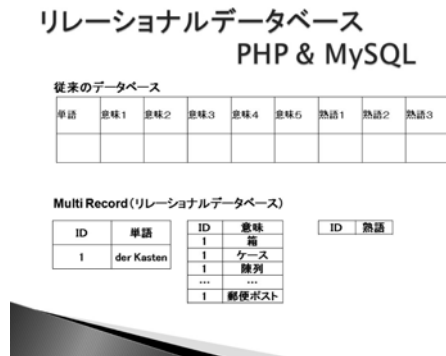 リレーショナルデータベース
PHP & MySQL
従来のデータベース
単語 意味1 意味2 意味3 意味4 意味5 熟語1 熟語2 熟語3
Multi Record(リレーショナルデータベース)
ID 単語
1 der Kasten
ID 意味
1 箱
1 ケース
1 陳列
... ...
1 郵便ポスト
ID 熟語